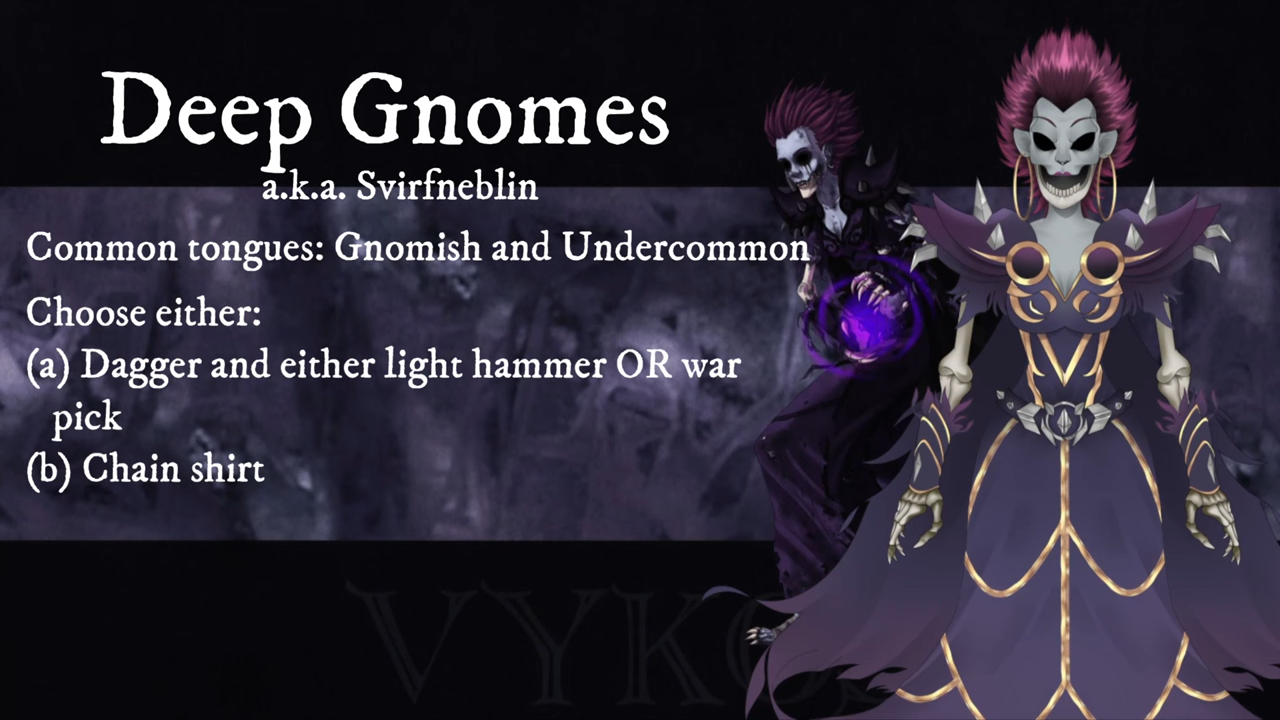 Deep Gnomes
a.k.a. Svirfneblin
Common tongues: Gnomish and Undercommon
Choose either:
(a) Dagger and either light hammer OR war
pick
(b) Chain shirt